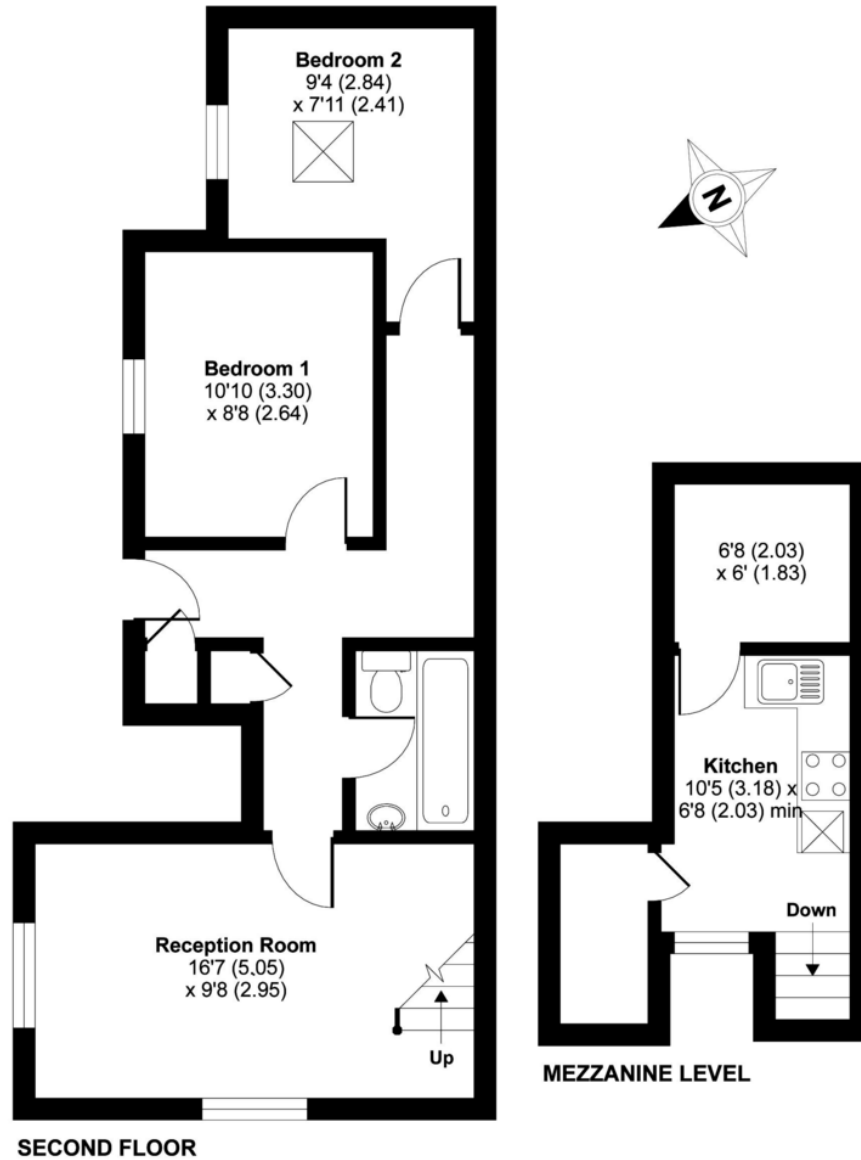 Bedroom 2
9'4 (2.84)
x 7'11 (2.41)
N
Bedroom 1
10'10 (3.30)
x 8'8 (2.64)
6'8 (2.03)
x 6' (1.83)
Kitchen
10'5 (3.18) x
6'8 (2.03) min
Down
Reception Room
16'7 (5.05)
x 9'8 (2.95)
Up
MEZZANINE LEVEL
SECOND FLOOR